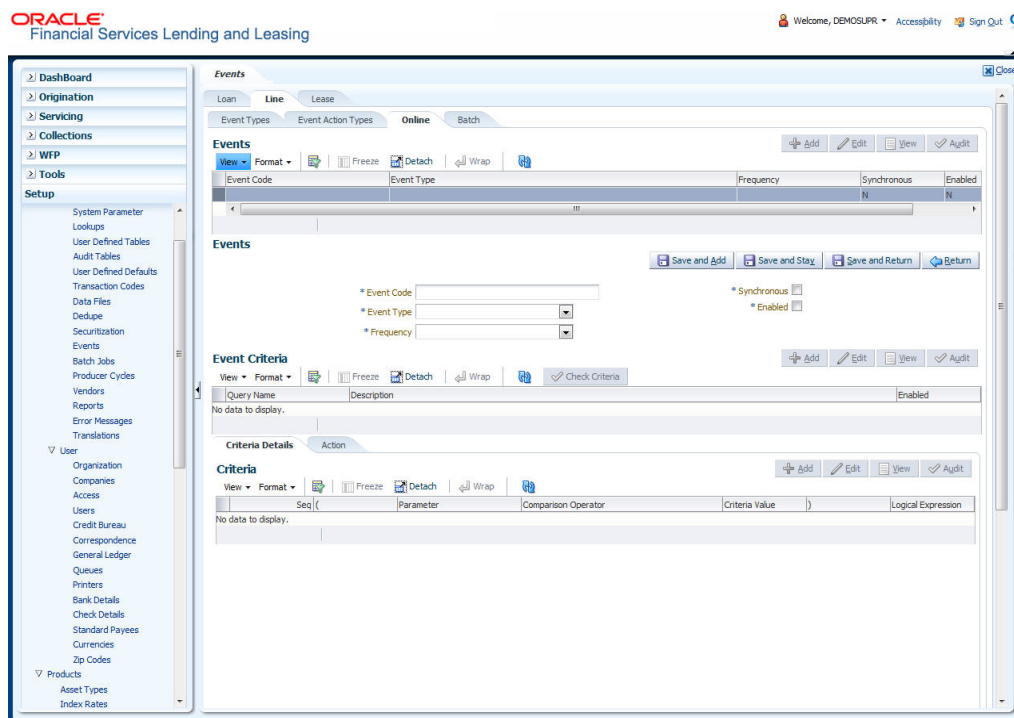 ORACLE
Financial Services Lending and Leasing
Welcome, DEMOSUPR
Accessibility
Sign Out
DashBoard
Origination
Servicing
Collections
WFP
Tools
Setup
System Parameter
Lookups
User Defined Tables
Audit Tables
User Defined Defaults
Transaction Codes
Data Files
Dedupe
Securitization
Events
Batch Jobs
Producer Cycles
Vendors
Reports
Error Messages
Translations
User
Organization
Companies
Access
Users
Credit Bureau
Correspondence
General Ledger
Queues
Printers
Bank Details
Check Details
Standard Payees
Currencies
Zip Codes
Products
Asset Types
Index Rates
Events
Close
Loan Line Lease
Event Types Event Action Types Online Batch
Events
Add Edit View Audit
View Format Freeze Detach Wrap
Event Code Event Type Frequency Synchronous Enabled
N N
Events
Save and Add Save and Stay Save and Return Return
* Event Code
* Synchronous
* Event Type
* Enabled
* Frequency
Event Criteria
Add Edit View Audit
View Format Freeze Detach Wrap Check Criteria
Query Name Description Enabled
No data to display.
Criteria Details Action
Criteria
Add Edit View Audit
View Format Freeze Detach Wrap
Seq ( Parameter Comparison Operator Criteria Value ) Logical Expression
No data to display.